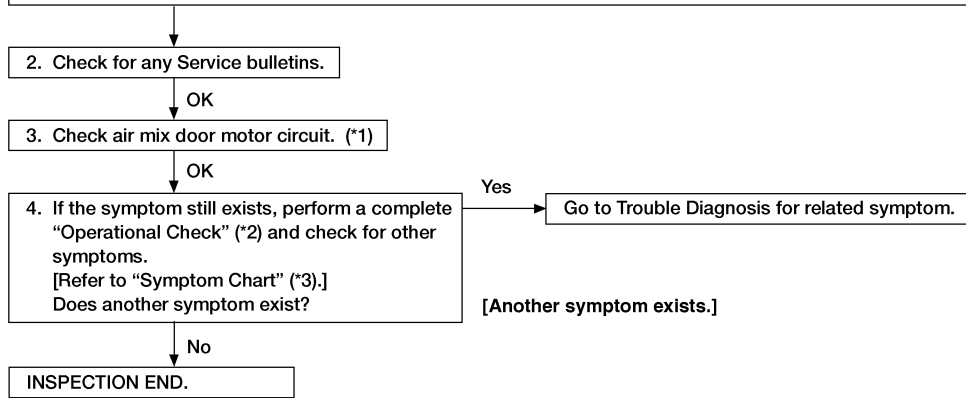 2. Check for any Service bulletins.
OK
3. Check air mix door motor circuit. (*1)
OK
4. If the symptom still exists, perform a complete
“Operational Check” (*2) and check for other
symptoms.
[Refer to “Symptom Chart” (*3).]
Does another symptom exist?
Yes
Go to Trouble Diagnosis for related symptom.
[Another symptom exists.]
No
INSPECTION END.